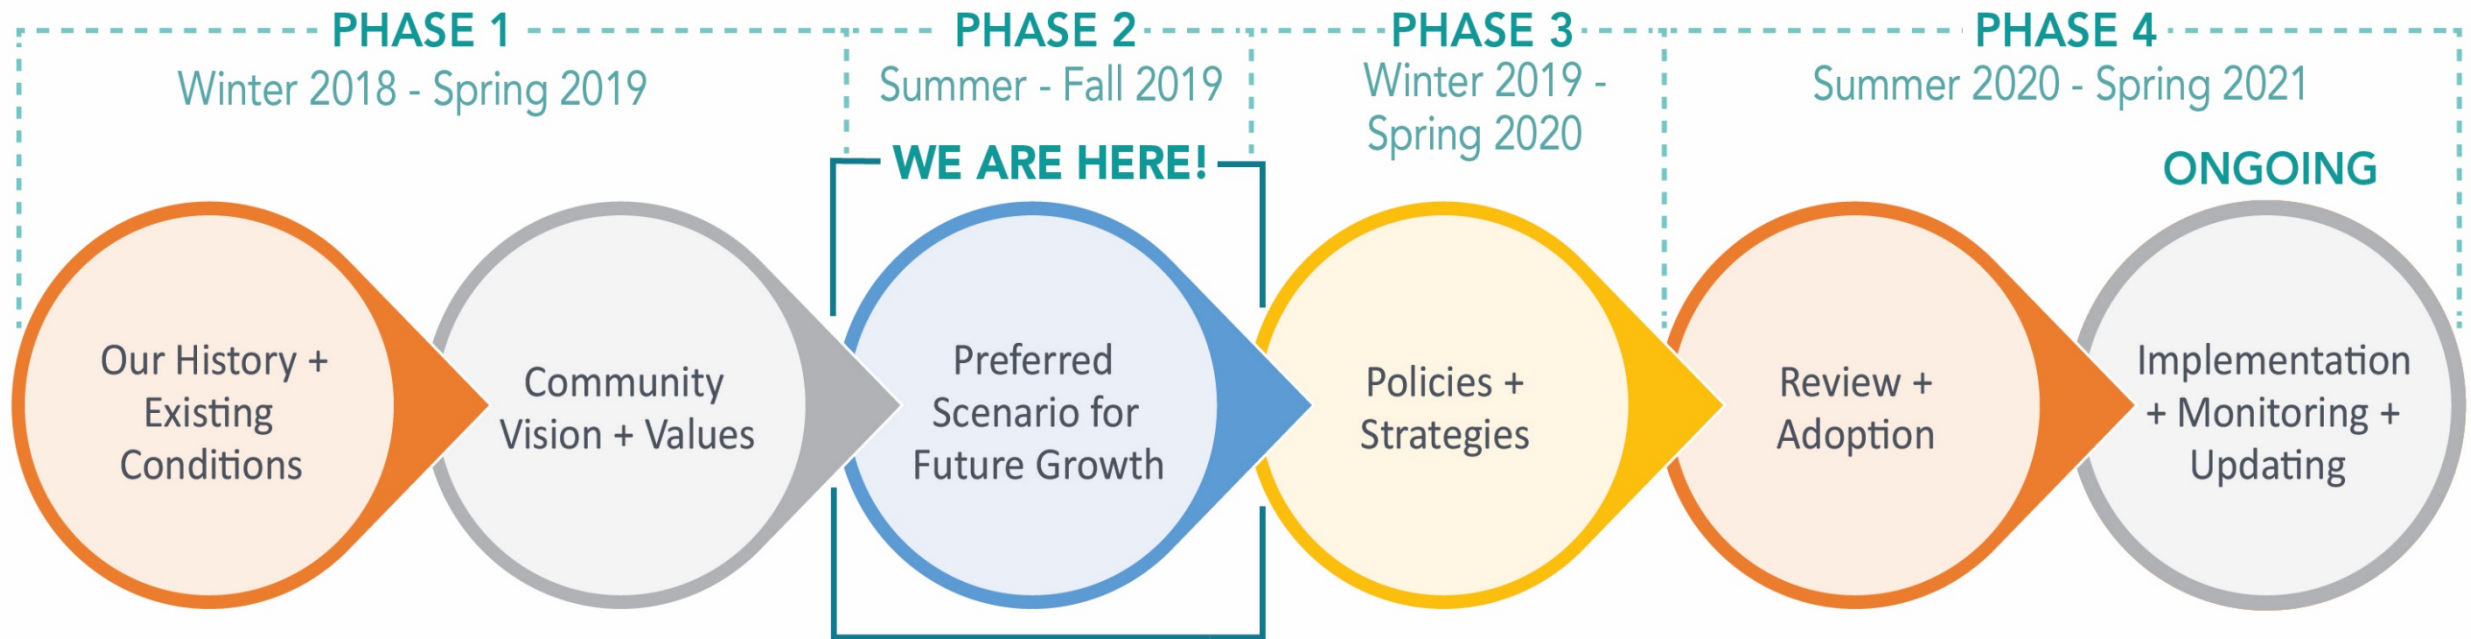 PHASE 1
Winter 2018 - Spring 2019
PHASE 2
Summer - Fall 2019
WE ARE HERE!
PHASE 3
Winter 2019 -
Spring 2020
PHASE 4
Summer 2020 - Spring 2021
ONGOING
Our History +
Existing
Conditions
Community
Vision + Values
Preferred
Scenario for
Future Growth
Policies +
Strategies
Review +
Adoption
Implementation
+ Monitoring +
Updating